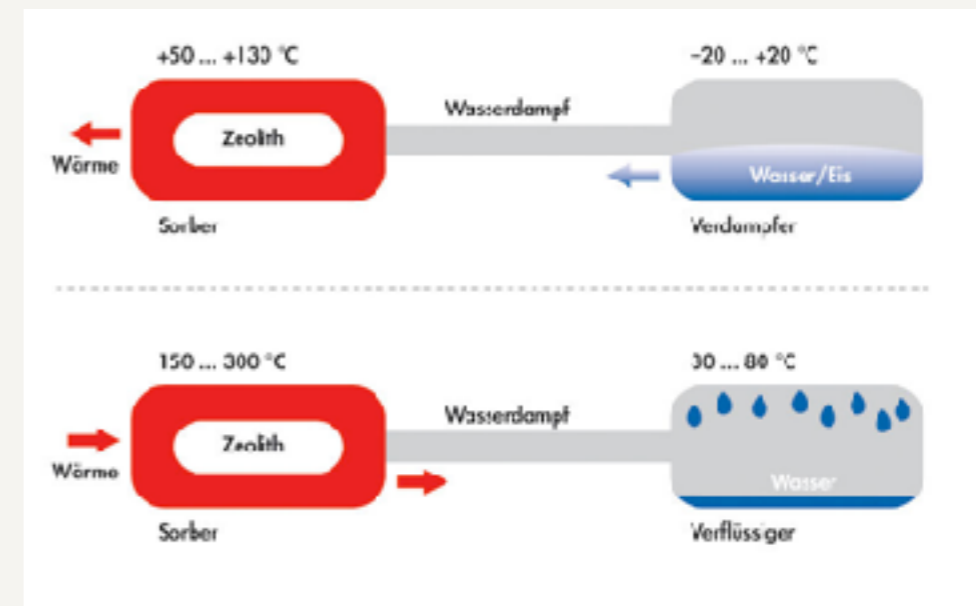 +50 ... +130 °C
-20 ... +20 °C
Wasserdampf
Zeolith
Wärme
Wasser/Eis
Sorber
Verdampfer
150 ... 300 °C
30 ... 80 °C
Wasserdampf
Zeolith
Wärme
Wasser
Sorber
Verflüssiger